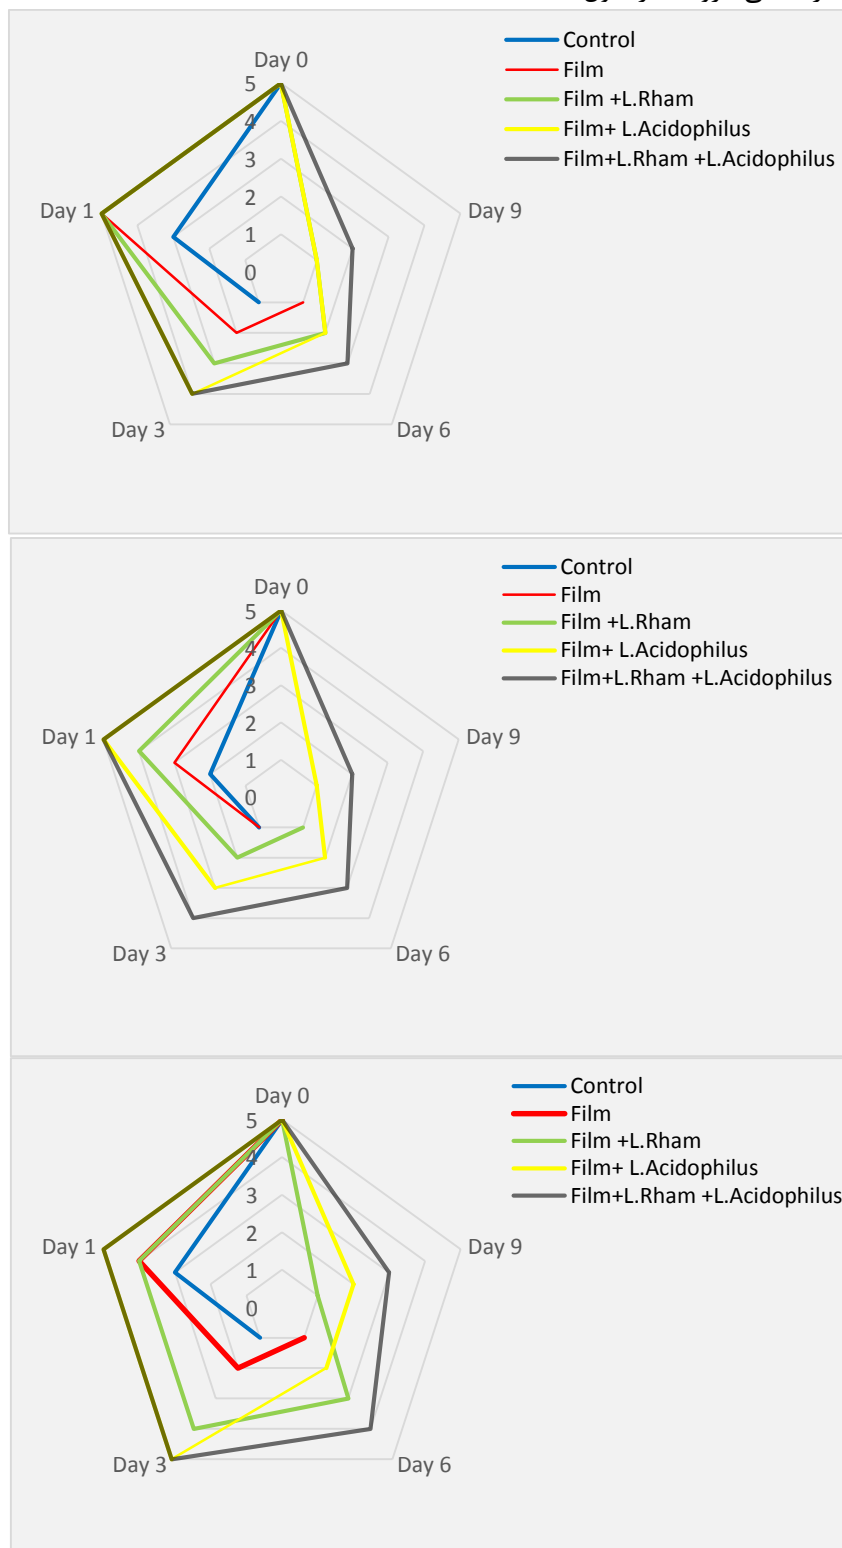 Day 0
Control
Film
Film +L.Rham
Film+ L.Acidophilus
Film+L.Rham +L.Acidophilus
5
4
3
2
1
0
Day 1
Day 9
Day 3
Day 6
Day 0
Control
Film
Film +L.Rham
Film+ L.Acidophilus
Film+L.Rham +L.Acidophilus
5
4
3
2
1
0
Day 1
Day 9
Day 3
Day 6
Day 0
Control
Film
Film +L.Rham
Film+ L.Acidophilus
Film+L.Rham +L.Acidophilus
5
4
3
2
1
0
Day 1
Day 9
Day 3
Day 6